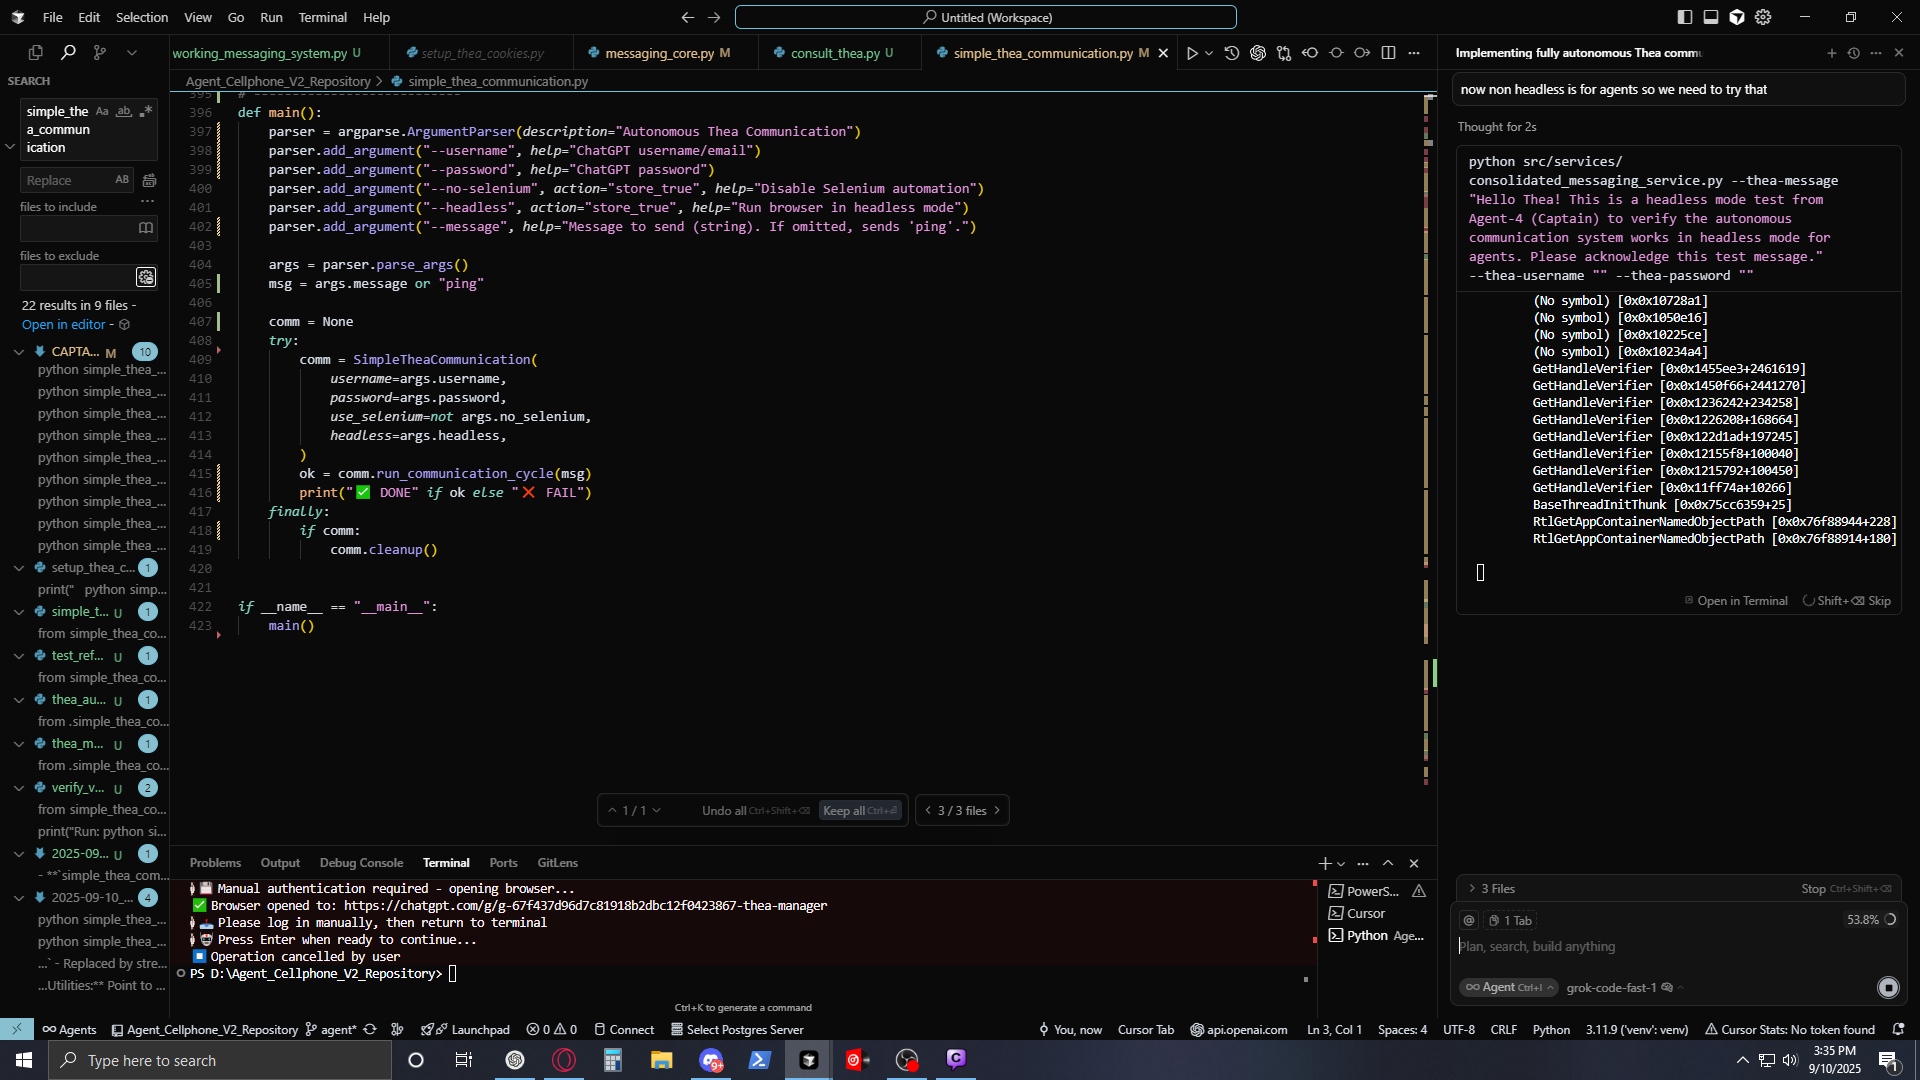 File Edit Selection View Go Run Terminal Help
Untitled (Workspace)
SEARCH
simple_the
a_commun
ication
Aa
ab
Replace
AB
files to include
files to exclude
22 results in 9 files -
Open in editor -
CAPTA... M 10
python simple_thea_...
python simple_thea_...
python simple_thea_...
python simple_thea_...
python simple_thea_...
python simple_thea_...
python simple_thea_...
python simple_thea_...
python simple_thea_...
setup_thea_c... 1
print(" python simp...
simple_t... U 1
from simple_thea_co...
test_ref... U 1
from simple_thea_co...
thea_au... U 1
from .simple_thea_co...
thea_m... U 1
from .simple_thea_co...
verify_v... U 2
from simple_thea_co...
print("Run: python si...
2025-09... U 1
- **`simple_thea_com...
2025-09-10_... 4
python simple_thea_...
python simple_thea_...
...` - Replaced by stre...
...Utilities:** Point to ...
working_messaging_system.py U
setup_thea_cookies.py
messaging_core.py M
consult_thea.py U
simple_thea_communication.py M
Agent_Cellphone_V2_Repository > simple_thea_communication.py
395 # ---------------------------
396 def main():
397 parser = argparse.ArgumentParser(description="Autonomous Thea Communication")
398 parser.add_argument("--username", help="ChatGPT username/email")
399 parser.add_argument("--password", help="ChatGPT password")
400 parser.add_argument("--no-selenium", action="store_true", help="Disable Selenium automation")
401 parser.add_argument("--headless", action="store_true", help="Run browser in headless mode")
402 parser.add_argument("--message", help="Message to send (string). If omitted, sends 'ping'.")
403
404 args = parser.parse_args()
405 msg = args.message or "ping"
406
407 comm = None
408 try:
409 comm = SimpleTheaCommunication(
410 username=args.username,
411 password=args.password,
412 use_selenium=not args.no_selenium,
413 headless=args.headless,
414 )
415 ok = comm.run_communication_cycle(msg)
416 print("✅ DONE" if ok else "❌ FAIL")
417 finally:
418 if comm:
419 comm.cleanup()
420
421
422 if __name__ == "__main__":
423 main()
1 / 1
Undo all Ctrl+Shift+⌫
Keep all Ctrl+⏎
3 / 3 files
Problems Output Debug Console Terminal Ports GitLens
Manual authentication required - opening browser...
✅ Browser opened to: https://chatgpt.com/g/g-67f437d96d7c81918b2dbc12f0423867-thea-manager
Please log in manually, then return to terminal
Press Enter when ready to continue...
Operation cancelled by user
PS D:\Agent_Cellphone_V2_Repository>
Ctrl+K to generate a command
PowerS...
Cursor
Python Age...
Implementing fully autonomous Thea comm
now non headless is for agents so we need to try that
Thought for 2s
python src/services/
consolidated_messaging_service.py --thea-message
"Hello Thea! This is a headless mode test from
Agent-4 (Captain) to verify the autonomous
communication system works in headless mode for
agents. Please acknowledge this test message."
--thea-username "" --thea-password ""
(No symbol) [0x0x10728a1]
(No symbol) [0x0x1050e16]
(No symbol) [0x0x10225ce]
(No symbol) [0x0x10234a4]
GetHandleVerifier [0x0x1455ee3+2461619]
GetHandleVerifier [0x0x1450f66+2441270]
GetHandleVerifier [0x0x1236242+234258]
GetHandleVerifier [0x0x1226208+168664]
GetHandleVerifier [0x0x122d1ad+197245]
GetHandleVerifier [0x0x12155f8+100040]
GetHandleVerifier [0x0x1215792+100450]
GetHandleVerifier [0x0x11ff74a+10266]
BaseThreadInitThunk [0x0x75cc6359+25]
RtlGetAppContainerNamedObjectPath [0x0x76f88944+228]
RtlGetAppContainerNamedObjectPath [0x0x76f88914+180]
Open in Terminal Shift+⌫ Skip
3 Files
Stop Ctrl+Shift+⌫
@ 1 Tab 53.8%
Plan, search, build anything
Agent Ctrl+I grok-code-fast-1
Agents Agent_Cellphone_V2_Repository agent* Launchpad 0 0 Connect Select Postgres Server
You, now Cursor Tab api.openai.com Ln 3, Col 1 Spaces: 4 UTF-8 CRLF Python 3.11.9 ('venv': venv) Cursor Stats: No token found
Type here to search
9+
3:35 PM
9/10/2025
1